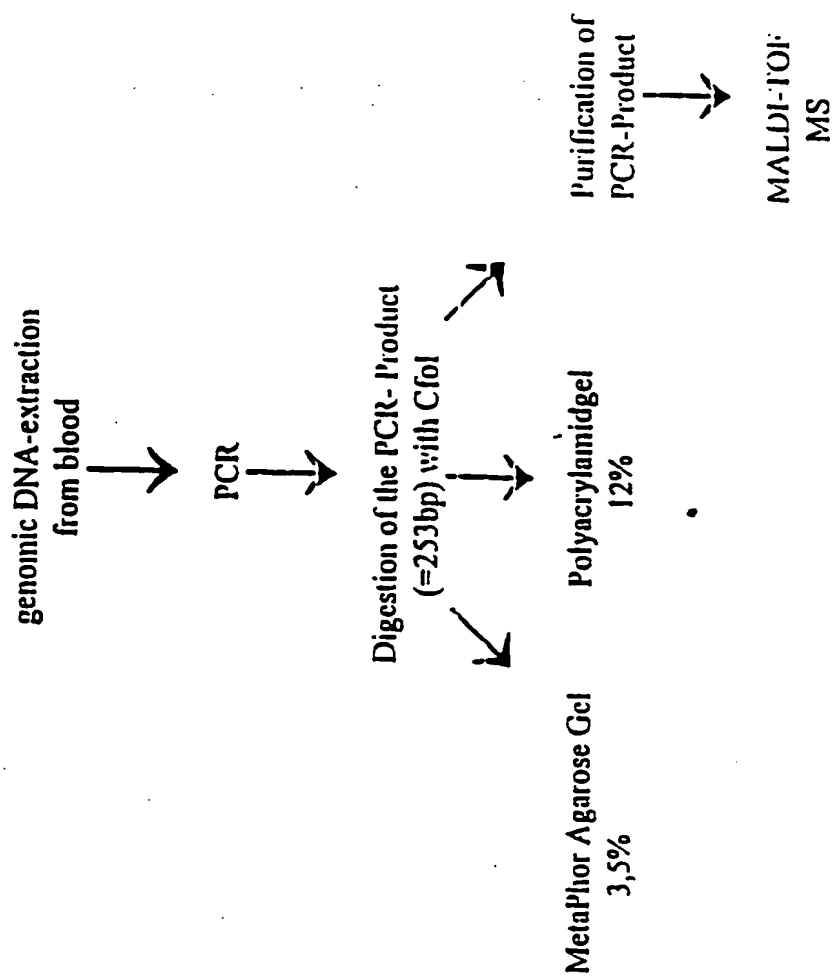 genomic DNA-extraction
from blood
PCR
Digestion of the PCR- Product
(=253bp) with CfoI
MetaPhor Agarose Gel
3,5%
Polyacrylamidgel
12%
Purification of
PCR-Product
MALDI-TOF
MS